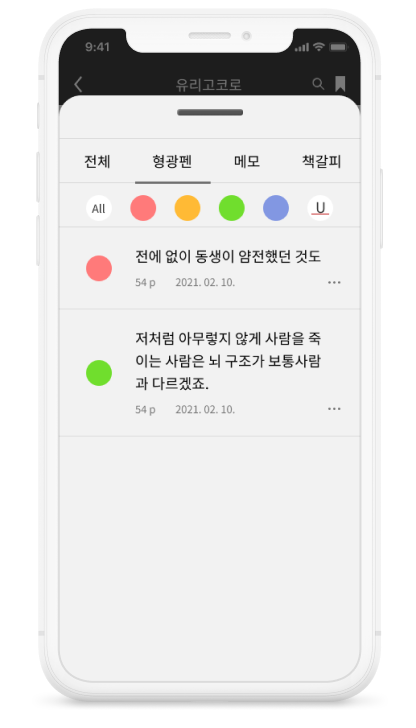 9:41
유리고코로
전체 형광펜 메모 책갈피
All U
전에 없이 동생이 얌전했던 것도
54 p 2021. 02. 10.
저처럼 아무렇지 않게 사람을 죽
이는 사람은 뇌 구조가 보통사람
과 다르겠죠.
54 p 2021. 02. 10.